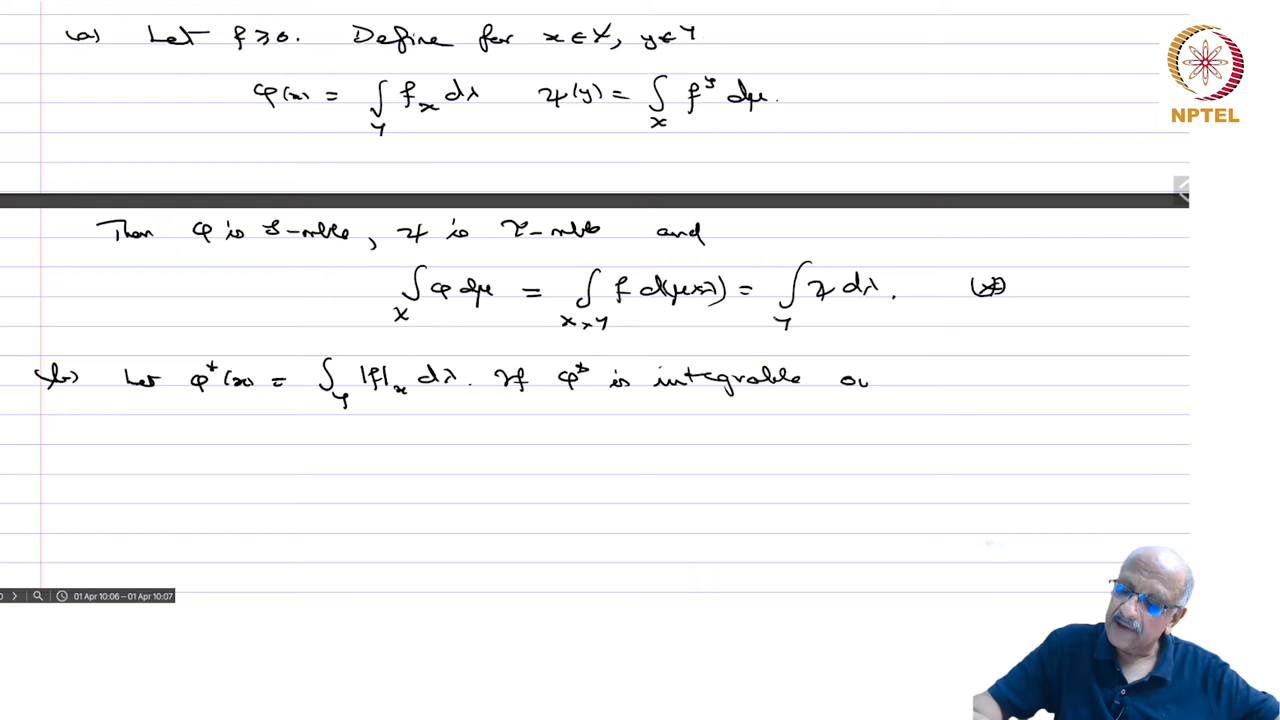 (a) Let f ≥ 0. Define for x ∈ X, y ∈ Y
φ(x) = ∫_Y f_x dλ ψ(y) = ∫_X f^y dμ.
NPTEL
Then φ is S-mble, ψ is τ-mble and
∫_X φ dμ = ∫_{X×Y} f d(μ×λ) = ∫_Y ψ dλ.
(b) Let φ*(x) = ∫_Y |f|_x dλ. If φ* is integrable ov
01 Apr 10:06 – 01 Apr 10:07